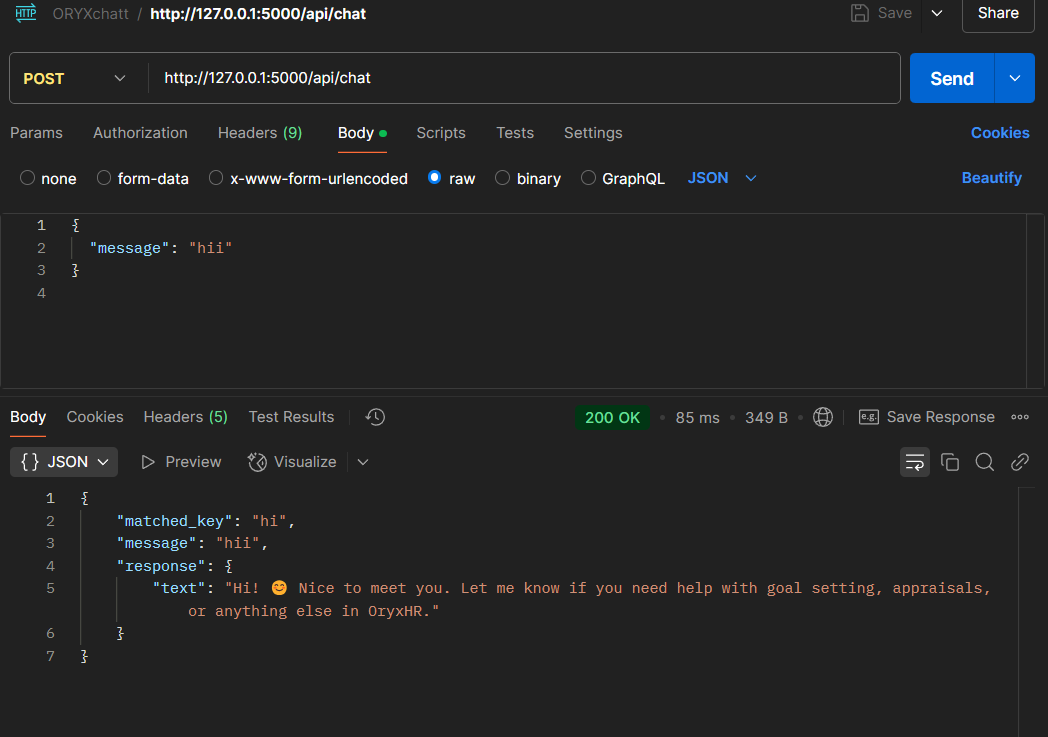 HTTP ORYXchatt / http://127.0.0.1:5000/api/chat Save Share
POST http://127.0.0.1:5000/api/chat Send
Params Authorization Headers (9) Body Scripts Tests Settings Cookies
none form-data x-www-form-urlencoded raw binary GraphQL JSON Beautify
1 {
2 "message": "hii"
3 }
4
Body Cookies Headers (5) Test Results 200 OK • 85 ms • 349 B • e.g. Save Response
{} JSON Preview Visualize
1 {
2 "matched_key": "hi",
3 "message": "hii",
4 "response": {
5 "text": "Hi! 😊 Nice to meet you. Let me know if you need help with goal setting, appraisals,
or anything else in OryxHR."
6 }
7 }